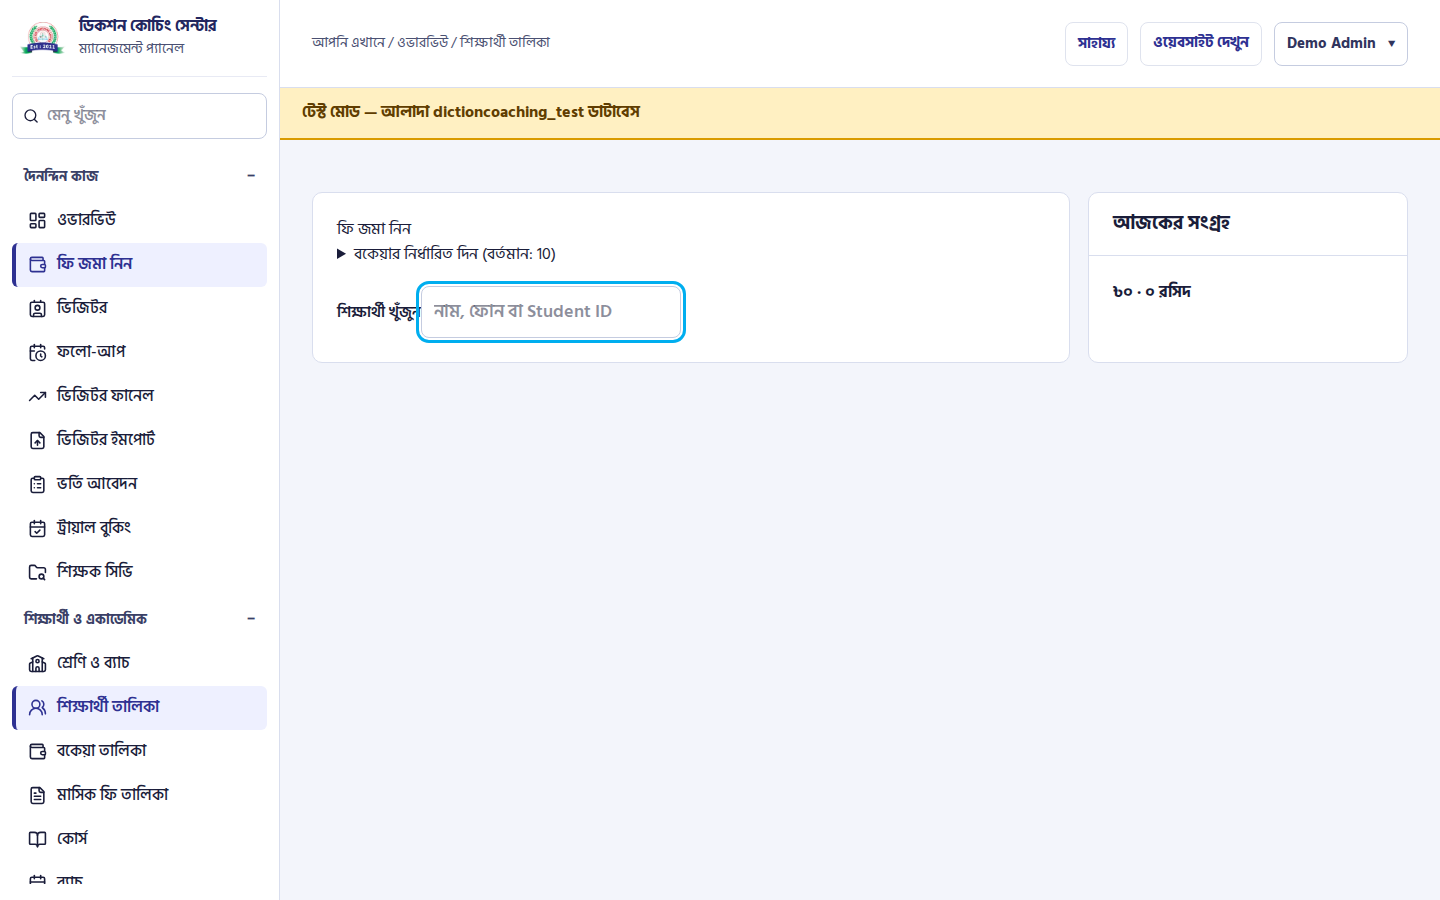 ডিকশন কোচিং সেন্টার
ম্যানেজমেন্ট প্যানেল
Est : 2011
মেনু খুঁজুন
দৈনন্দিন কাজ
ওভারভিউ
ফি জমা নিন
ভিজিটর
ফলো-আপ
ভিজিটর ফানেল
ভিজিটর ইমপোর্ট
ভর্তি আবেদন
ট্রায়াল বুকিং
শিক্ষক সিভি
শিক্ষার্থী ও একাডেমিক
শ্রেণি ও ব্যাচ
শিক্ষার্থী তালিকা
বকেয়া তালিকা
মাসিক ফি তালিকা
কোর্স
ব্যাচ
আপনি এখানে / ওভারভিউ / শিক্ষার্থী তালিকা
সাহায্য
ওয়েবসাইট দেখুন
Demo Admin
টেস্ট মোড — আলাদা dictioncoaching_test ডাটাবেস
ফি জমা নিন
বকেয়ার নির্ধারিত দিন (বর্তমান: 10)
শিক্ষার্থী খুঁজুন
নাম, ফোন বা Student ID
আজকের সংগ্রহ
৳০ · ০ রসিদ